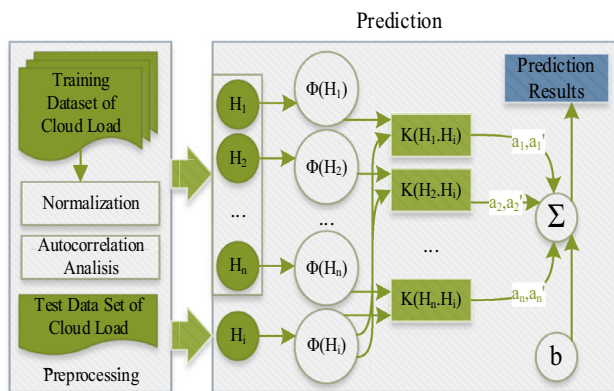 Prediction
Training
Dataset of
Cloud Load
Normalization
Autocorrelation
Analisis
Test Data Set of
Cloud Load
Preprocessing
H₁
H₂
...
Hₙ
Hᵢ
Φ(H₁)
Φ(H₂)
...
Φ(Hₙ)
Φ(Hᵢ)
K(H₁.Hᵢ)
K(H₂.Hᵢ)
...
K(Hₙ.Hᵢ)
a₁,a₁'
a₂,a₂'
aₙ,aₙ'
Prediction
Results
Σ
b